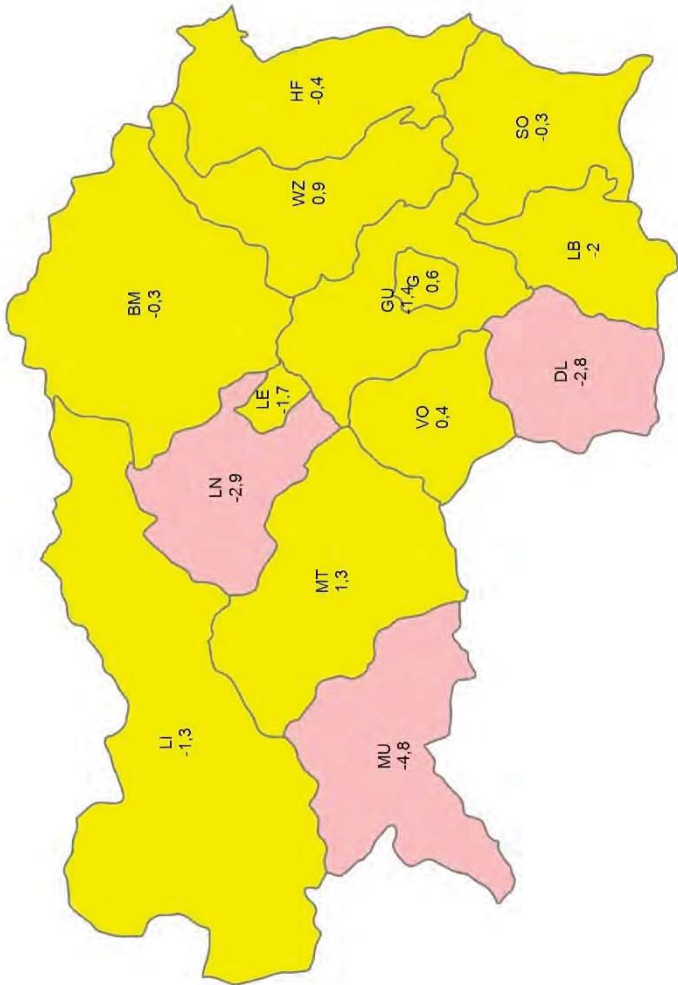 BM
-0,3
LI
-1,3
LN
-2,9
LE
-1,7
WZ
0,9
HF
-0,4
MT
1,3
MU
-4,8
GU
-1,4
G
0,6
VO
0,4
SO
-0,3
DL
-2,8
LB
-2